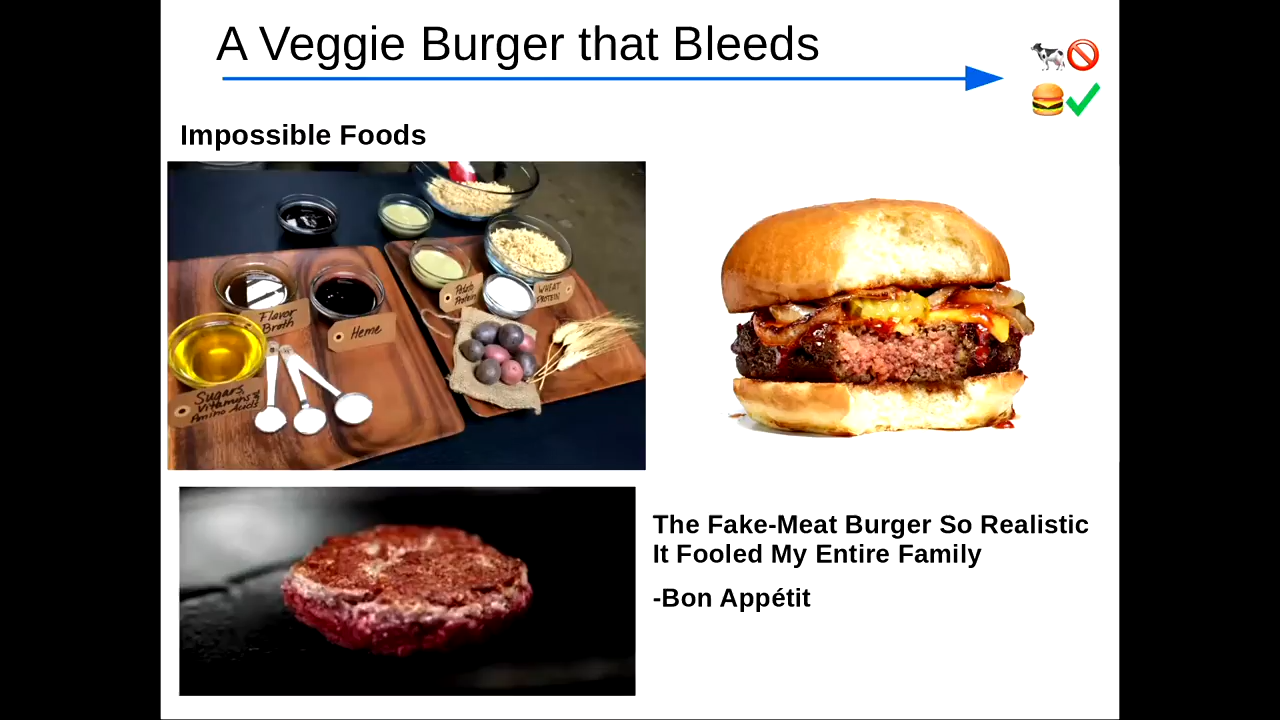 A Veggie Burger that Bleeds
Impossible Foods
Flavor
Broth
Heme
Sugars,
Vitamins &
Amino Acids
Potato
Protein
WHEAT
PROTEIN
The Fake-Meat Burger So Realistic
It Fooled My Entire Family
-Bon Appétit